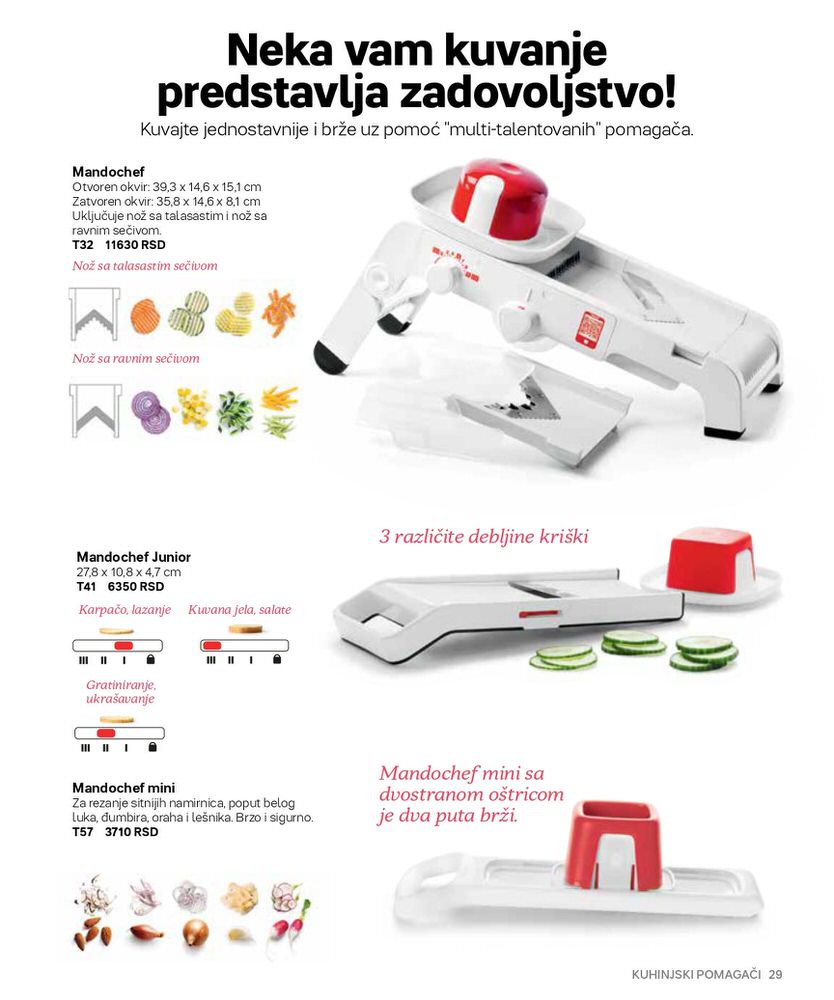 Neka vam kuvanje
predstavlja zadovoljstvo!
Kuvajte jednostavnije i brže uz pomoć "multi-talentovanih" pomagača.
Mandochef
Otvoren okvir: 39,3 x 14,6 x 15,1 cm
Zatvoren okvir: 35,8 x 14,6 x 8,1 cm
Uključuje nož sa talasastim i nož sa
ravnim sečivom.
T32 11630 RSD
Nož sa talasastim sečivom
Nož sa ravnim sečivom
3 različite debljine kriški
Mandochef Junior
27,8 x 10,8 x 4,7 cm
T41 6350 RSD
Karpačo, lazanje
III II I
Kuvana jela, salate
III II I
Gratiniranje,
ukrašavanje
III II I
Mandochef mini
Za rezanje sitnijih namirnica, poput belog
luka, đumbira, oraha i lešnika. Brzo i sigurno.
T57 3710 RSD
Mandochef mini sa
dvostranom oštricom
je dva puta brži.
KUHINJSKI POMAGAČI 29